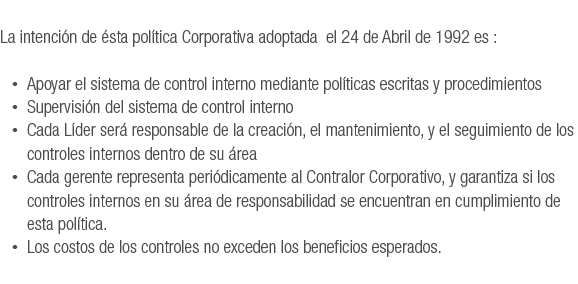 La intención de ésta política Corporativa adoptada  el 24 de Abril de 1992 es :
• Apoyar el sistema de control interno mediante políticas escritas y procedimientos
• Supervisión del sistema de control interno
• Cada Líder será responsable de la creación, el mantenimiento, y el seguimiento de los
controles internos dentro de su área
• Cada gerente representa periódicamente al Contralor Corporativo, y garantiza si los
controles internos en su área de responsabilidad se encuentran en cumplimiento de
esta política.
• Los costos de los controles no exceden los beneficios esperados.